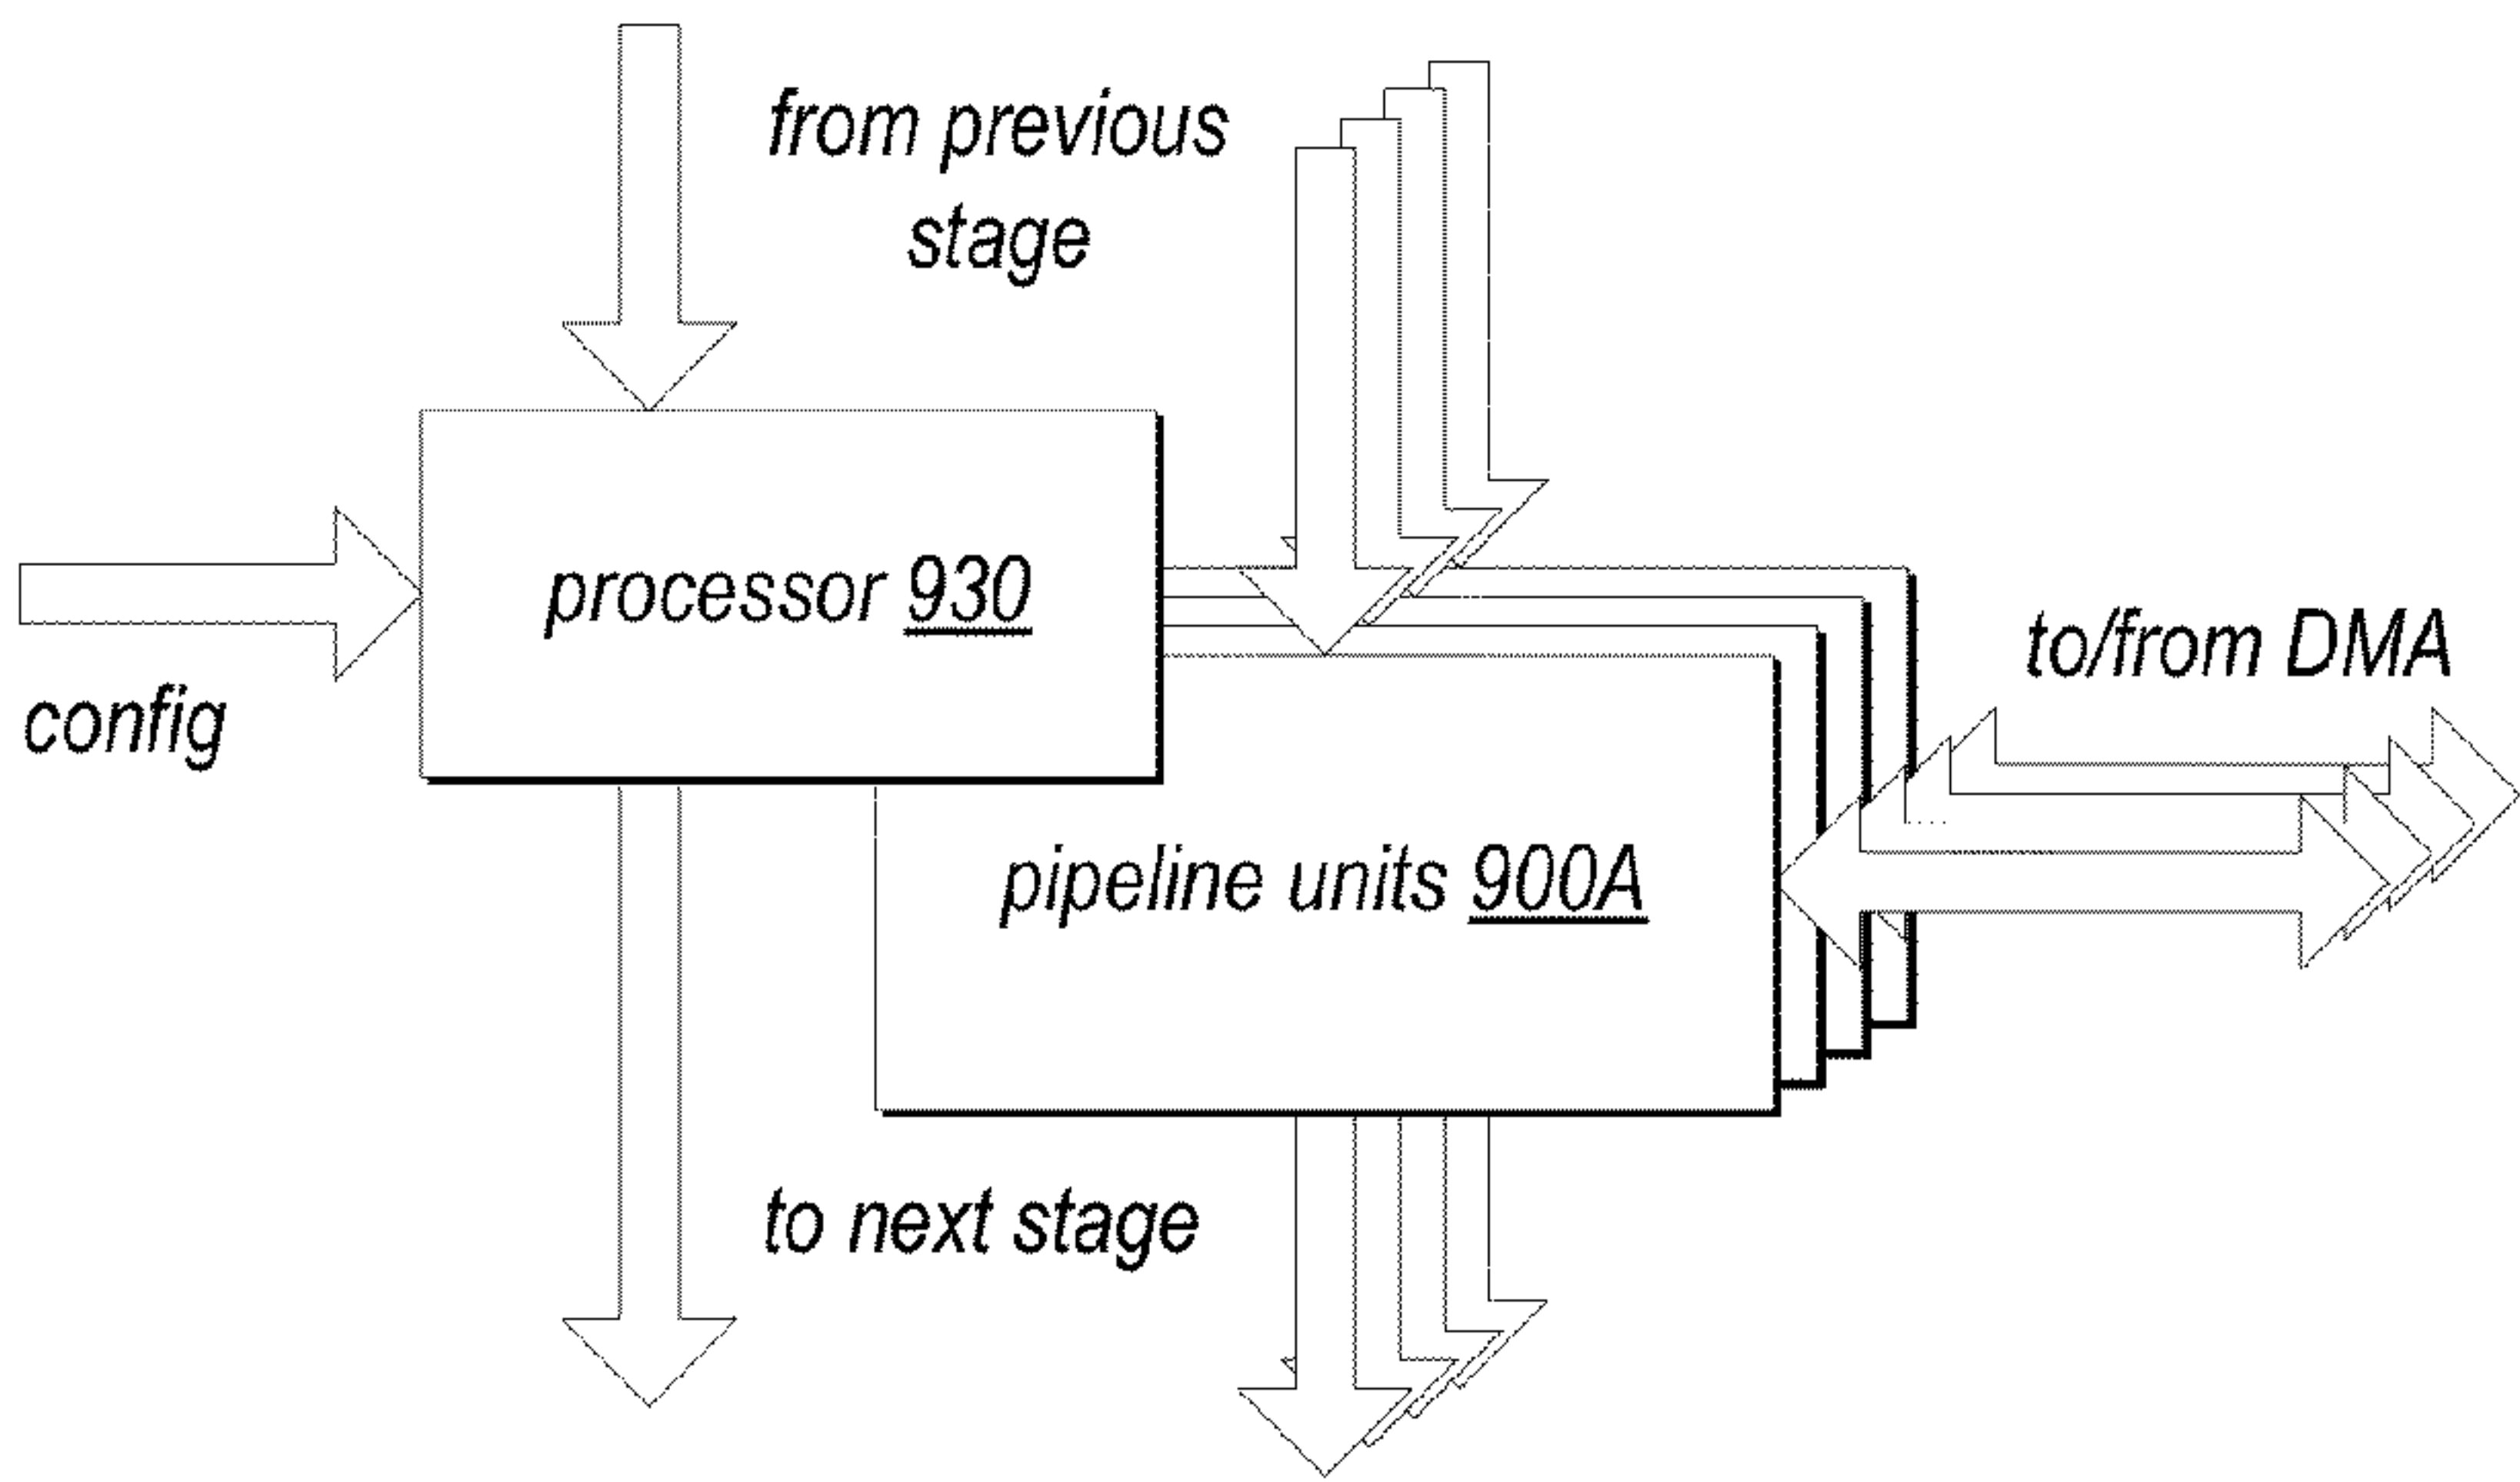 from previous
stage
processor 930
config
to/from DMA
pipeline units 900A
to next stage